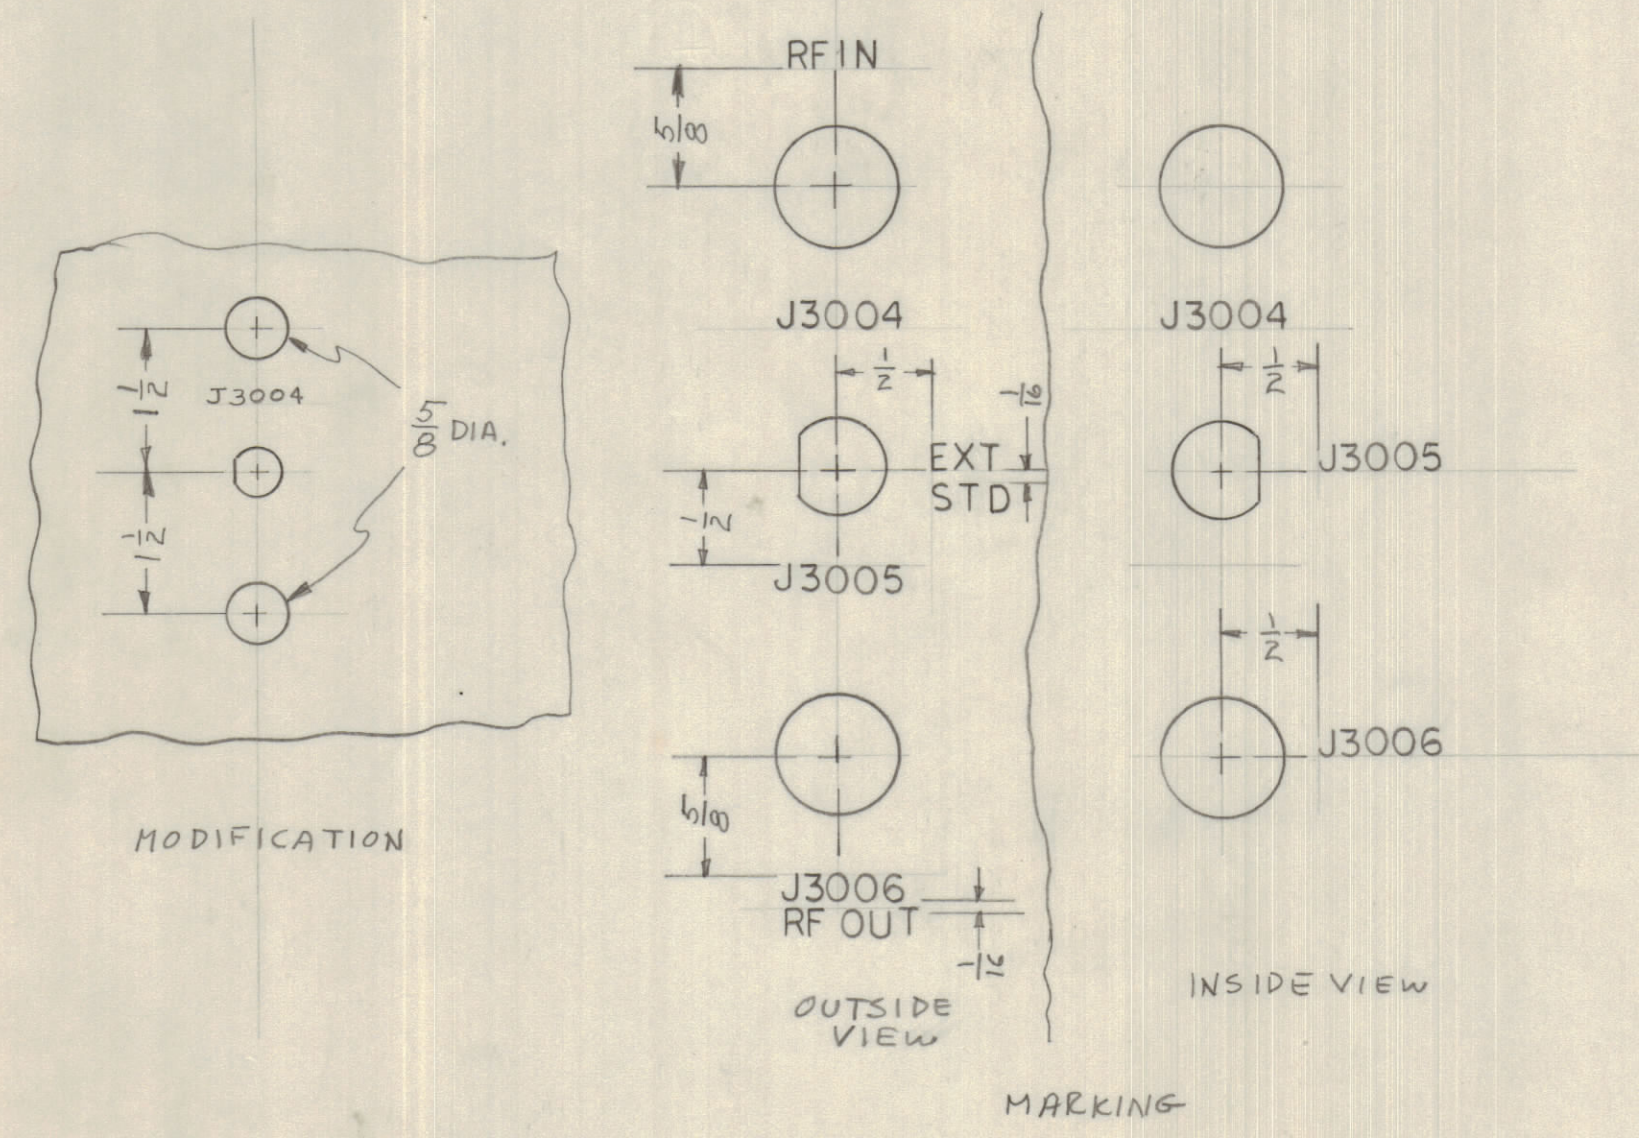 1 1/2
J3004
1 1/2
5/8 DIA.
MODIFICATION
RF IN
5/8
J3004
1/2
1/16
EXT
STD
1/2
J3005
5/8
J3006
RF OUT
1/16
OUTSIDE
VIEW
J3004
1/2
J3005
1/2
J3006
INSIDE VIEW
MARKING